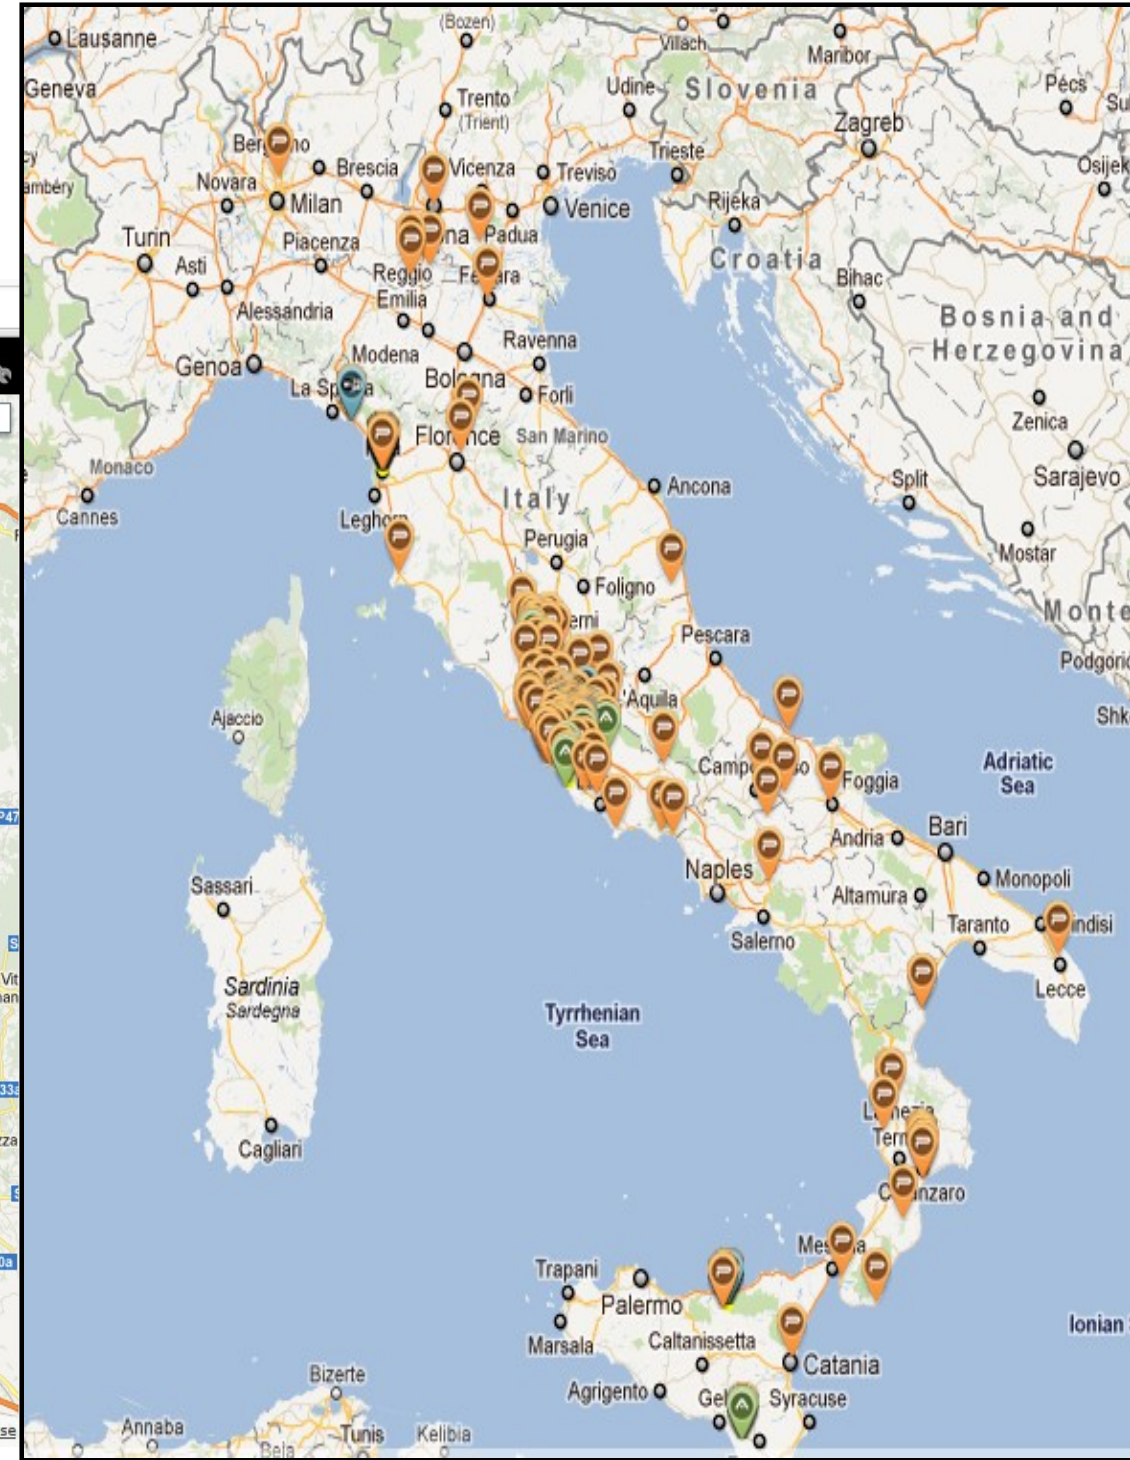 Lausanne
(Bozen)
Villach
Maribor
Geneva
Trento
(Trient)
Udine
Slovenia
Pécs
Zagreb
Trieste
Brescia
Vicenza
Treviso
Osijek
Novara
Milan
Venice
Rijeka
Turin
Piacenza
Padua
Croatia
Asti
Reggio
Emilia
Bihac
Alessandria
Bosnia and
Herzegovina
Genoa
Modena
Ravenna
Forli
Zenica
San Marino
Monaco
Sarajevo
Cannes
Italy
Ancona
Split
Leghorn
Perugia
Mostar
Foligno
Monte
Pescara
Podgoric
Ajaccio
Adriatic
Sea
Foggia
Andria
Bari
Naples
Monopoli
Sassari
Altamura
Taranto
Salerno
Lecce
Sardinia
Sardegna
Tyrrhenian
Sea
Cagliari
Trapani
Palermo
Ionian
Marsala
Caltanissetta
Catania
Agrigento
Syracuse
Bizerte
Annaba
Tunis
Kelibia
Bela